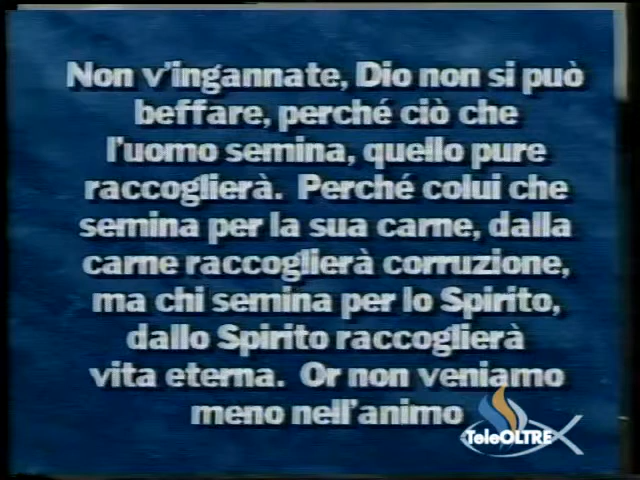 Non v'ingannate, Dio non si può
beffare, perché ciò che
l'uomo semina, quello pure
raccoglierà. Perché colui che
semina per la sua carne, dalla
carne raccoglierà corruzione,
ma chi semina per lo Spirito,
dallo Spirito raccoglierà
vita eterna. Or non veniamo
meno nell'animo
TeleOLTRE